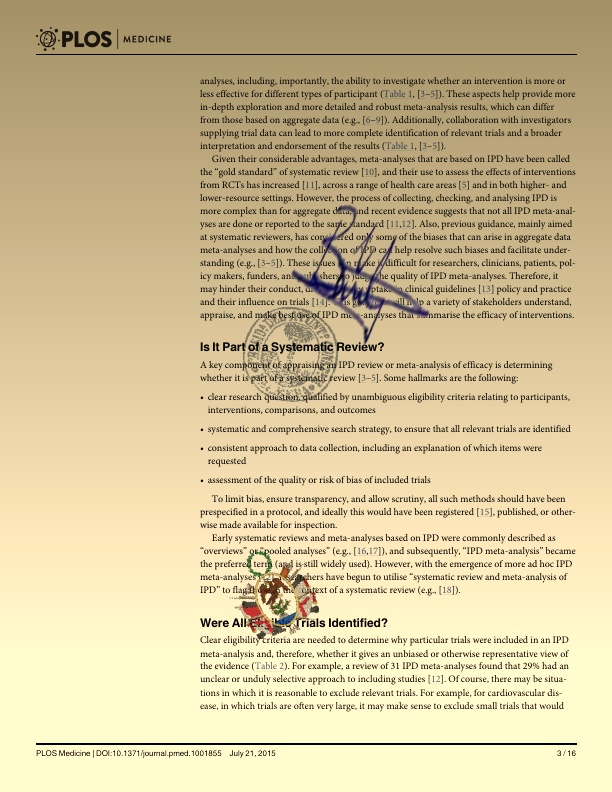 PLOS | MEDICINE
analyses, including, importantly, the ability to investigate whether an intervention is more or
less effective for different types of participant (Table 1, [3–5]). These aspects help provide more
in-depth exploration and more detailed and robust meta-analysis results, which can differ
from those based on aggregate data (e.g., [6–9]). Additionally, collaboration with investigators
supplying trial data can lead to more complete identification of relevant trials and a broader
interpretation and endorsement of the results (Table 1, [3–5]).
Given their considerable advantages, meta-analyses that are based on IPD have been called
the “gold standard” of systematic review [10], and their use to assess the effects of interventions
from RCTs has increased [11], across a range of health care areas [5] and in both higher- and
lower-resource settings. However, the process of collecting, checking, and analysing IPD is
more complex than for aggregate data, and recent evidence suggests that not all IPD meta-anal-
yses are done or reported to the same standard [11,12]. Also, previous guidance, mainly aimed
at systematic reviewers, has considered only some of the biases that can arise in aggregate data
meta-analyses and how the collection of IPD can help resolve such biases and facilitate under-
standing (e.g., [3–5]). These issues can make it difficult for researchers, clinicians, patients, pol-
icy makers, funders, and publishers to judge the quality of IPD meta-analyses. Therefore, it
may hinder their conduct, uptake in clinical guidelines [13] policy and practice
and their influence on trials [14]. will help a variety of stakeholders understand,
appraise, and make best use of IPD meta-analyses that summarise the efficacy of interventions.
Is It Part of a Systematic Review?
A key component of appraising an IPD review or meta-analysis of efficacy is determining
whether it is part of a systematic review [3–5]. Some hallmarks are the following:
• clear research question, qualified by unambiguous eligibility criteria relating to participants,
interventions, comparisons, and outcomes
• systematic and comprehensive search strategy, to ensure that all relevant trials are identified
• consistent approach to data collection, including an explanation of which items were
requested
• assessment of the quality or risk of bias of included trials
To limit bias, ensure transparency, and allow scrutiny, all such methods should have been
prespecified in a protocol, and ideally this would have been registered [15], published, or other-
wise made available for inspection.
Early systematic reviews and meta-analyses based on IPD were commonly described as
“overviews” or “pooled analyses” (e.g., [16,17]), and subsequently, “IPD meta-analysis” became
the preferred term (and is still widely used). However, with the emergence of more ad hoc IPD
meta-analyses researchers have begun to utilise “systematic review and meta-analysis of
IPD” to flag the context of a systematic review (e.g., [18]).
Were All Eligible Trials Identified?
Clear eligibility criteria are needed to determine why particular trials were included in an IPD
meta-analysis and, therefore, whether it gives an unbiased or otherwise representative view of
the evidence (Table 2). For example, a review of 31 IPD meta-analyses found that 29% had an
unclear or unduly selective approach to including studies [12]. Of course, there may be situa-
tions in which it is reasonable to exclude relevant trials. For example, for cardiovascular dis-
ease, in which trials are often very large, it may make sense to exclude small trials that would
PLOS Medicine | DOI:10.1371/journal.pmed.1001855 July 21, 2015 3 / 16